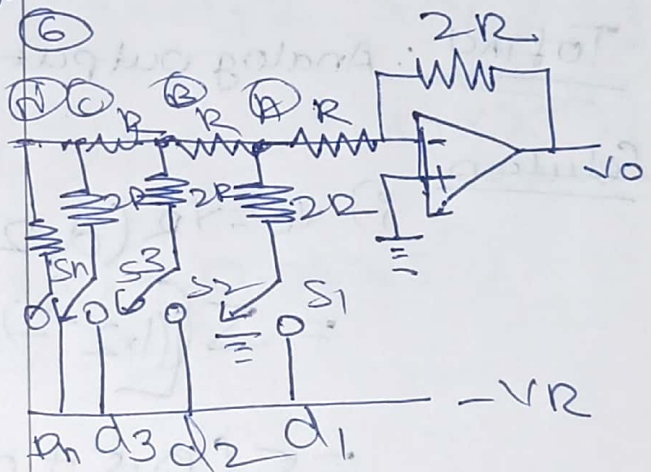 6
2R
N C B A
R R R
2R 2R 2R
- +
VO
Sn S3 S2 S1
-VR
Dn d3 d2 d1